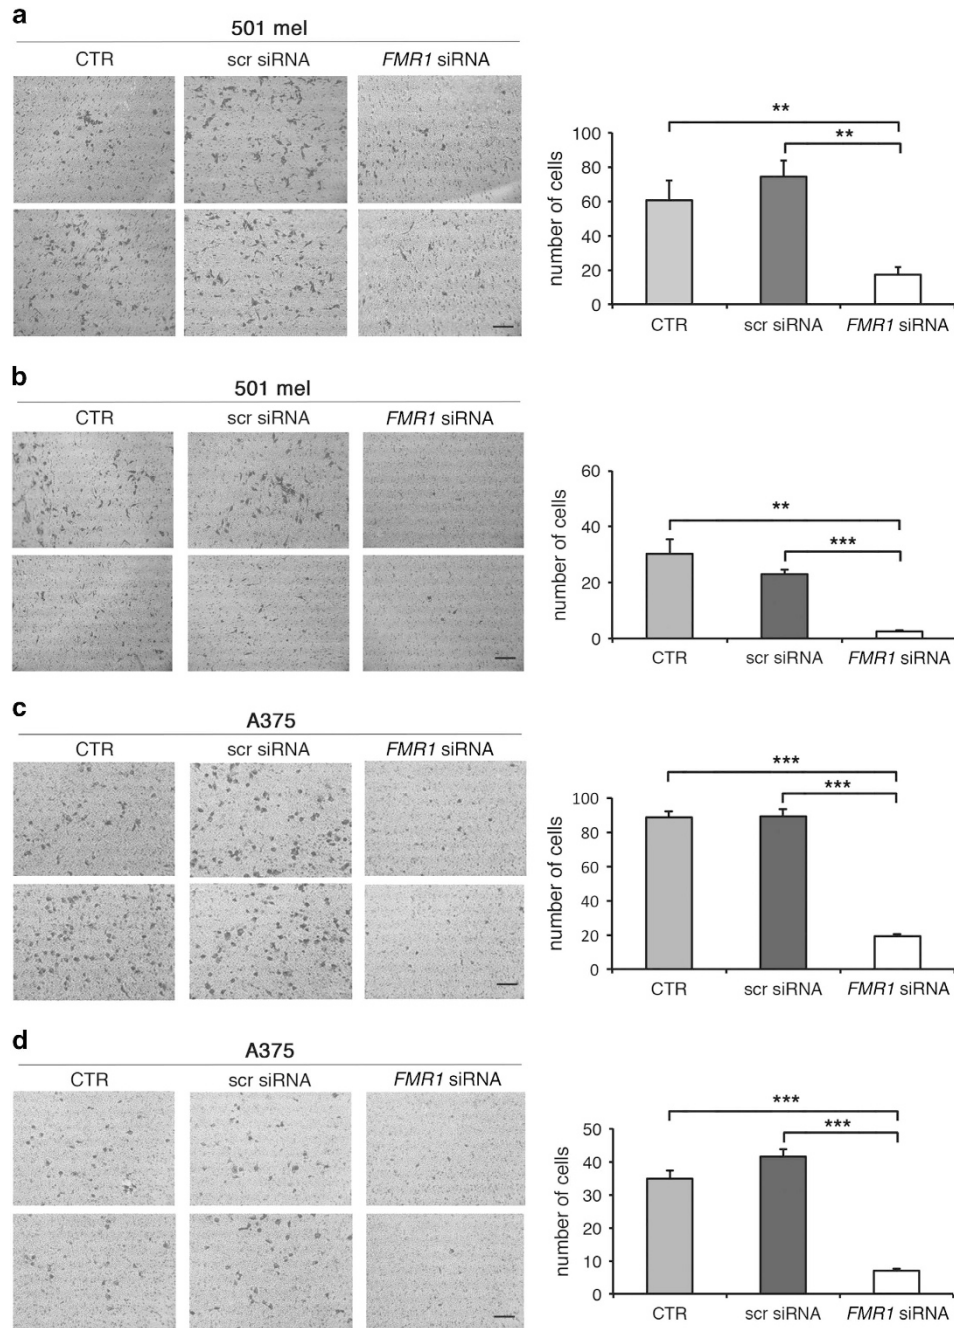 a
501 mel
CTR scr siRNA FMR1 siRNA
**
**
number of cells
100
80
60
40
20
0
CTR scr siRNA FMR1 siRNA
b
501 mel
CTR scr siRNA FMR1 siRNA
**
***
number of cells
60
40
20
0
CTR scr siRNA FMR1 siRNA
c
A375
CTR scr siRNA FMR1 siRNA
***
***
number of cells
100
80
60
40
20
0
CTR scr siRNA FMR1 siRNA
d
A375
CTR scr siRNA FMR1 siRNA
***
***
number of cells
50
40
30
20
10
0
CTR scr siRNA FMR1 siRNA